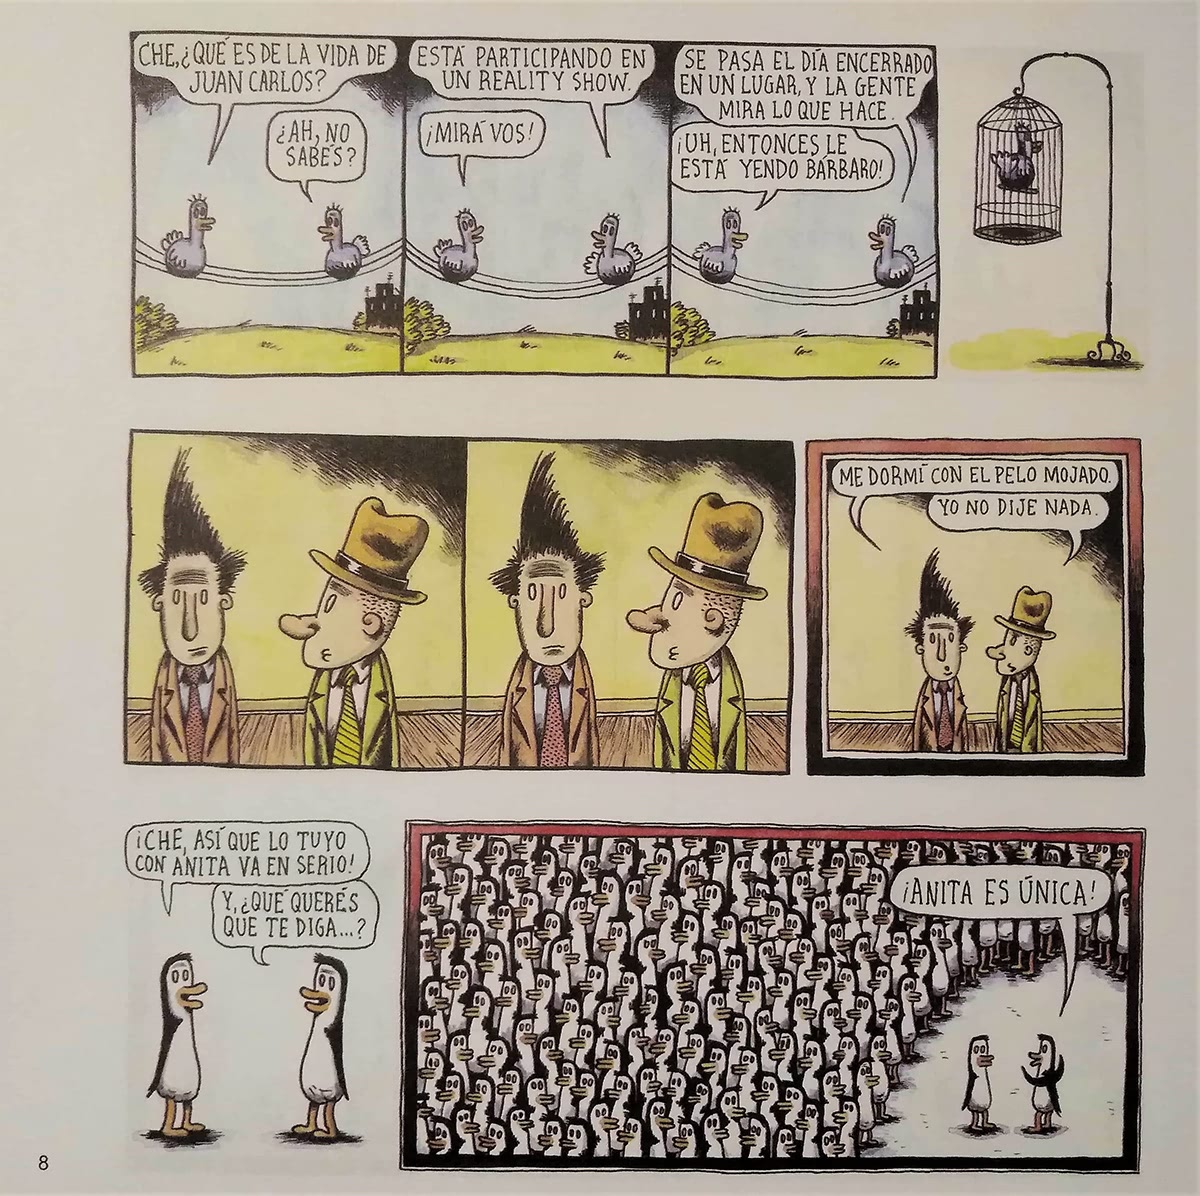 CHE, ¿QUÉ ES DE LA VIDA DE
JUAN CARLOS?
¿AH, NO
SABÉS?
ESTÁ PARTICIPANDO EN
UN REALITY SHOW.
¡MIRÁ VOS!
SE PASA EL DÍA ENCERRADO
EN UN LUGAR, Y LA GENTE
MIRA LO QUE HACE.
¡UH, ENTONCES LE
ESTÁ YENDO BÁRBARO!
ME DORMÍ CON EL PELO MOJADO.
YO NO DIJE NADA.
¡CHE, ASÍ QUE LO TUYO
CON ANITA VA EN SERIO!
Y, ¿QUÉ QUERÉS
QUE TE DIGA...?
¡ANITA ES ÚNICA!
8